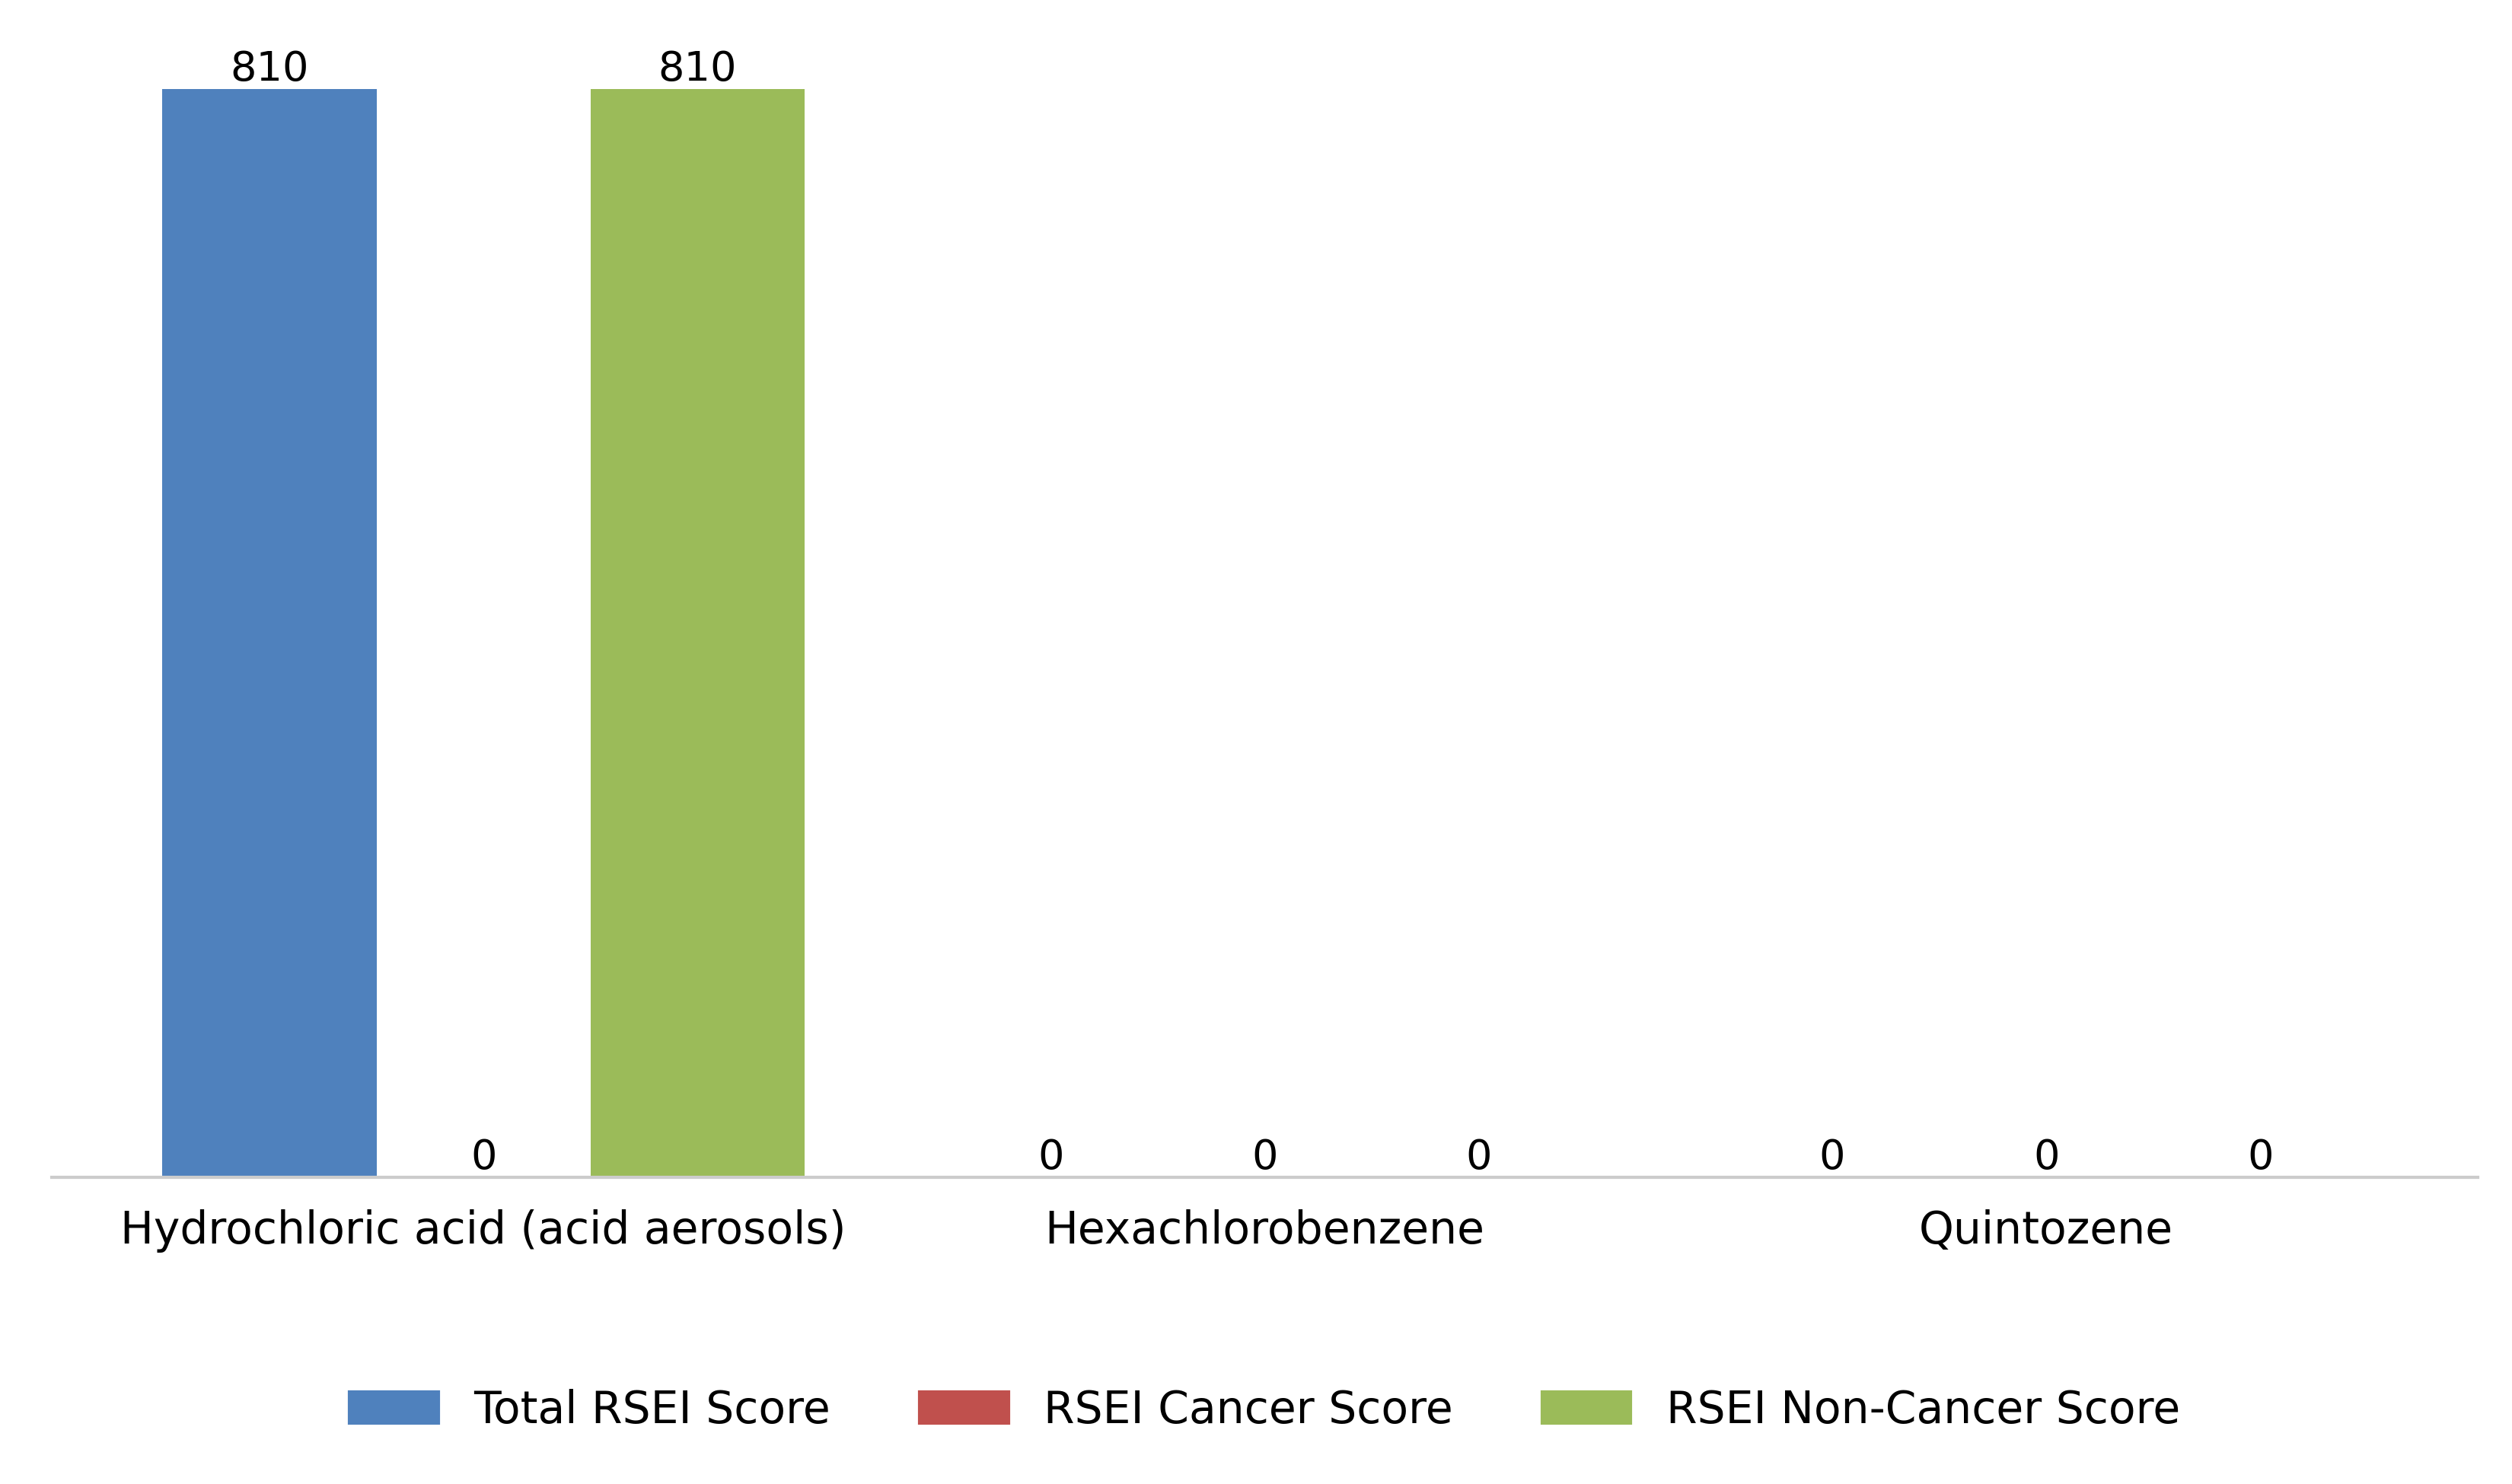 810 810
0 0 0 0 0 0 0
Hydrochloric acid (acid aerosols) Hexachlorobenzene Quintozene
Total RSEI Score RSEI Cancer Score RSEI Non-Cancer Score